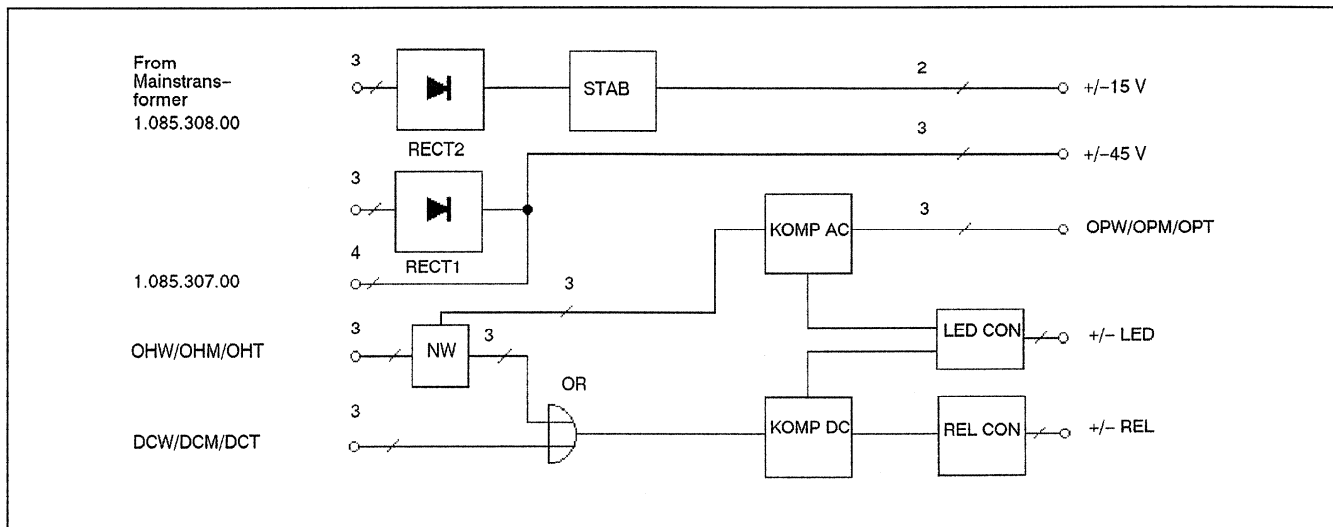 From
Mainstrans–
former
1.085.308.00
3
RECT2
STAB
2
+/–15 V
3
+/–45 V
3
RECT1
4
1.085.307.00
KOMP AC
3
OPW/OPM/OPT
3
OHW/OHM/OHT
3
NW
3
LED CON
+/– LED
OR
3
DCW/DCM/DCT
KOMP DC
REL CON
+/– REL